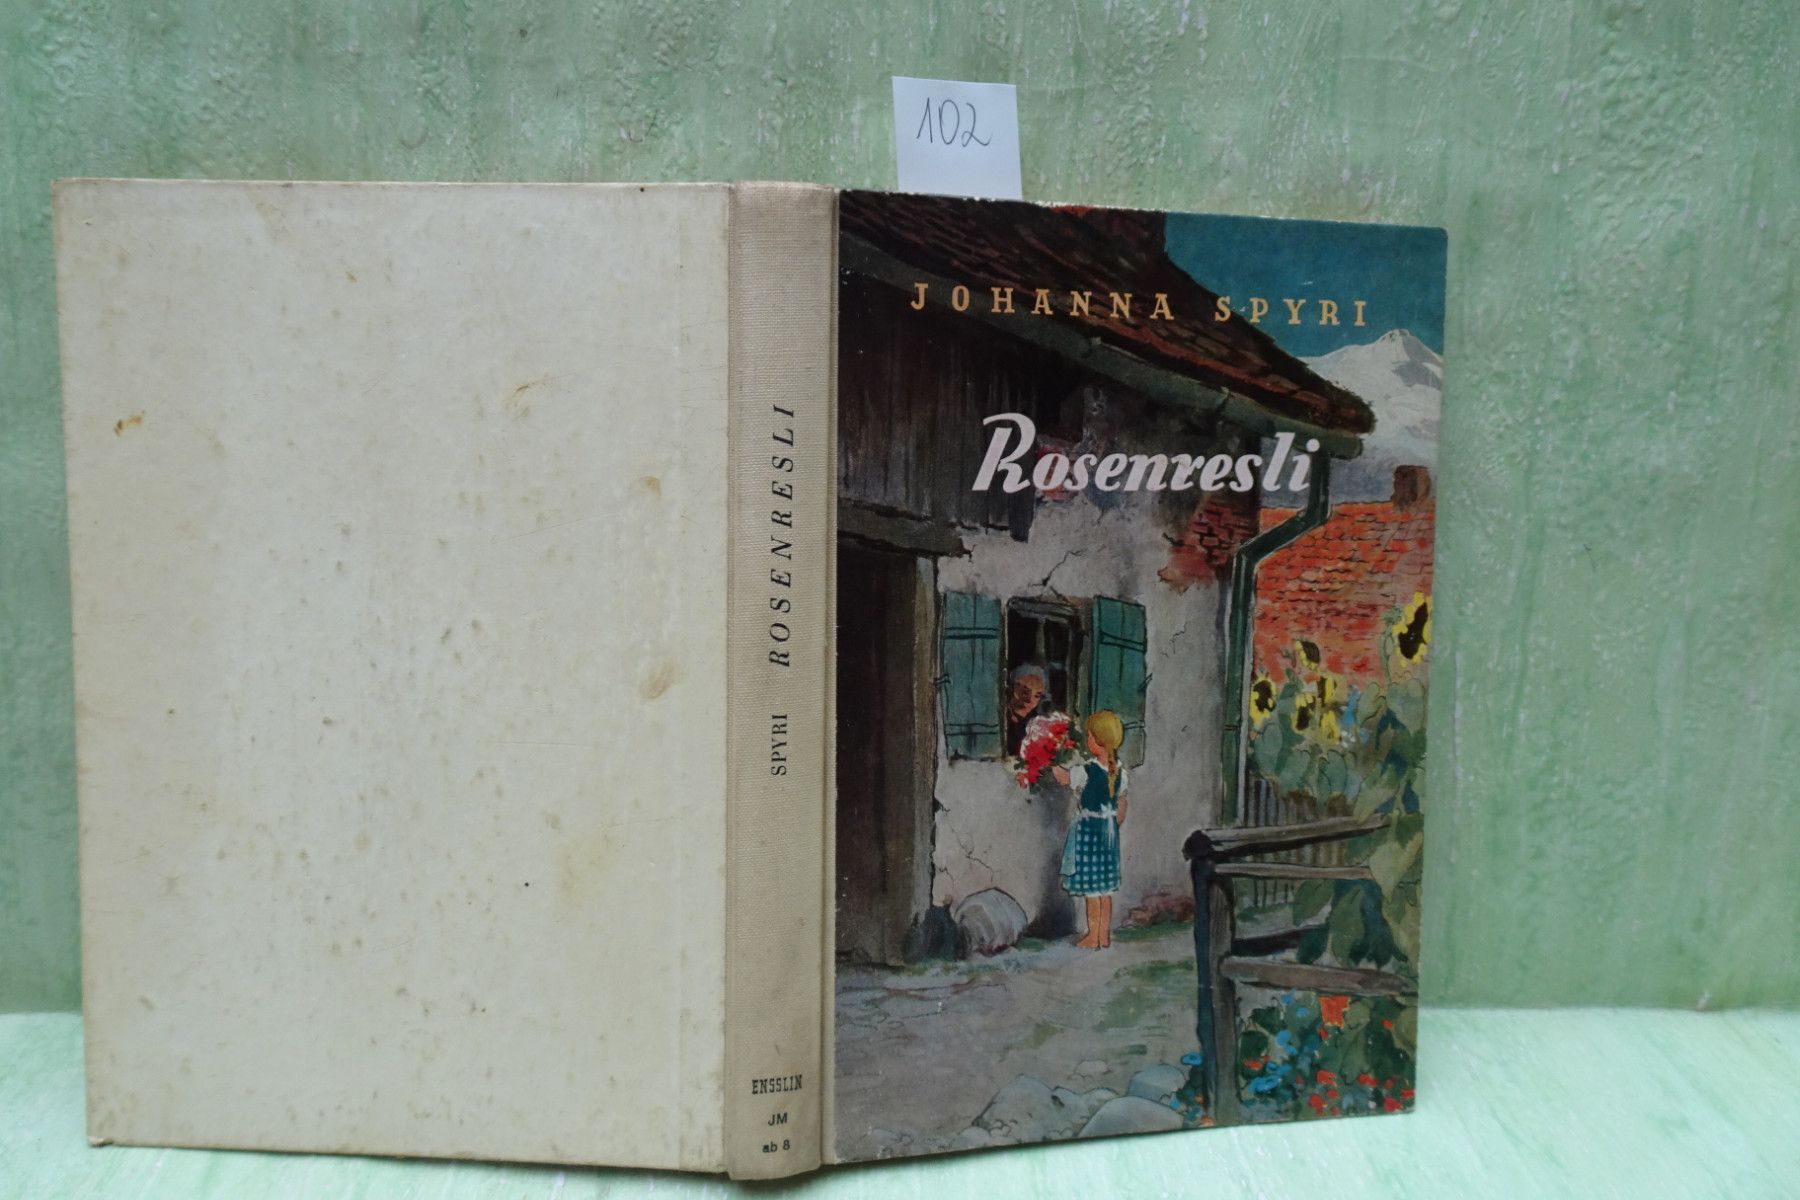 102
JOHANNA SPYRI
Rosenresli
SPYRI ROSENRESLI
ENSSLIN
JM
ab 8